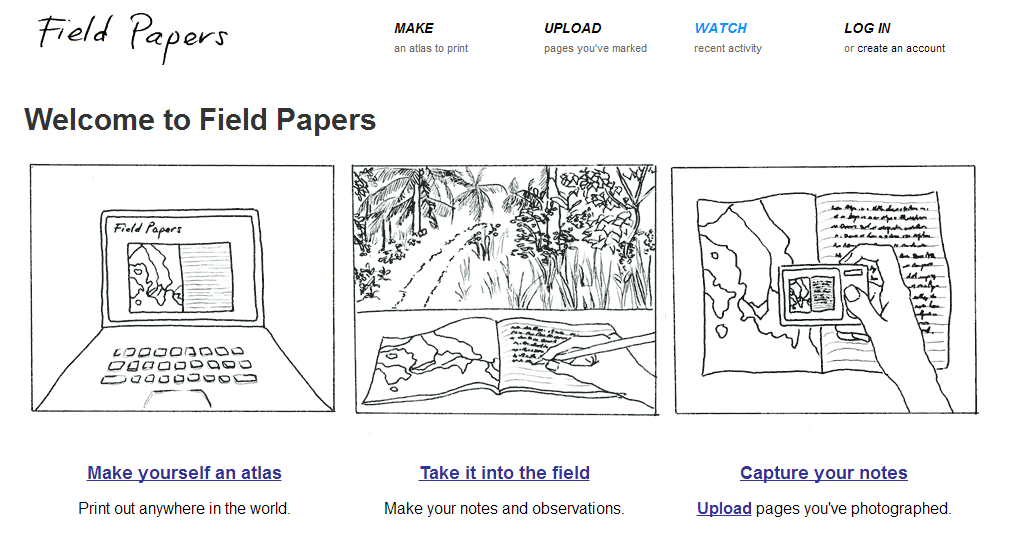 Field Papers
MAKE
an atlas to print
UPLOAD
pages you've marked
WATCH
recent activity
LOG IN
or create an account
Welcome to Field Papers
Field Papers
Make yourself an atlas
Print out anywhere in the world.
Take it into the field
Make your notes and observations.
Capture your notes
Upload pages you've photographed.